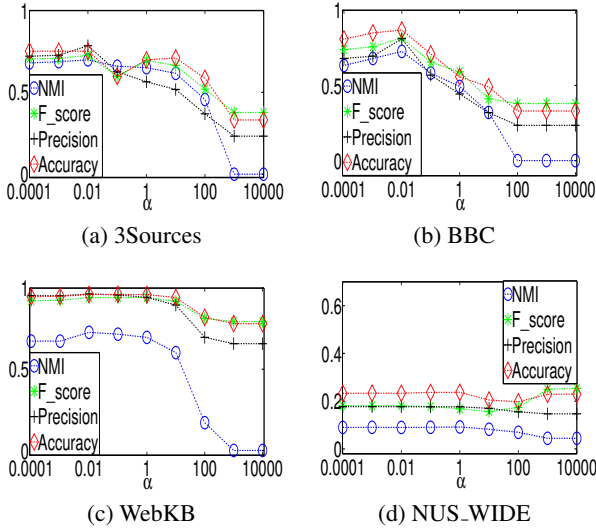 1
0.5
0
0.0001 0.01 1 100 10000
α
NMI
F_score
Precision
Accuracy
(a) 3Sources
1
0.5
0
0.0001 0.01 1 100 10000
α
NMI
F_score
Precision
Accuracy
(b) BBC
1
0.5
0
0.0001 0.01 1 100 10000
α
NMI
F_score
Precision
Accuracy
(c) WebKB
0.6
0.4
0.2
0
0.0001 0.01 1 100 10000
α
NMI
F_score
Precision
Accuracy
(d) NUS_WIDE